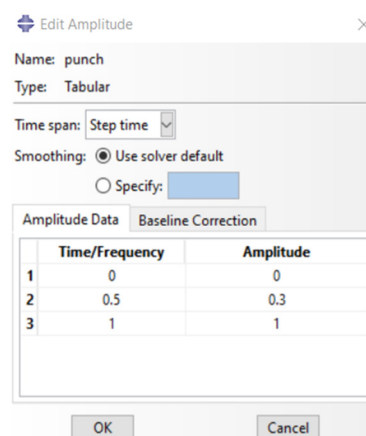 Edit Amplitude
Name: punch
Type: Tabular
Time span: Step time
Smoothing: Use solver default
Specify:
Amplitude Data Baseline Correction
Time/Frequency Amplitude
1 0 0
2 0.5 0.3
3 1 1
OK Cancel